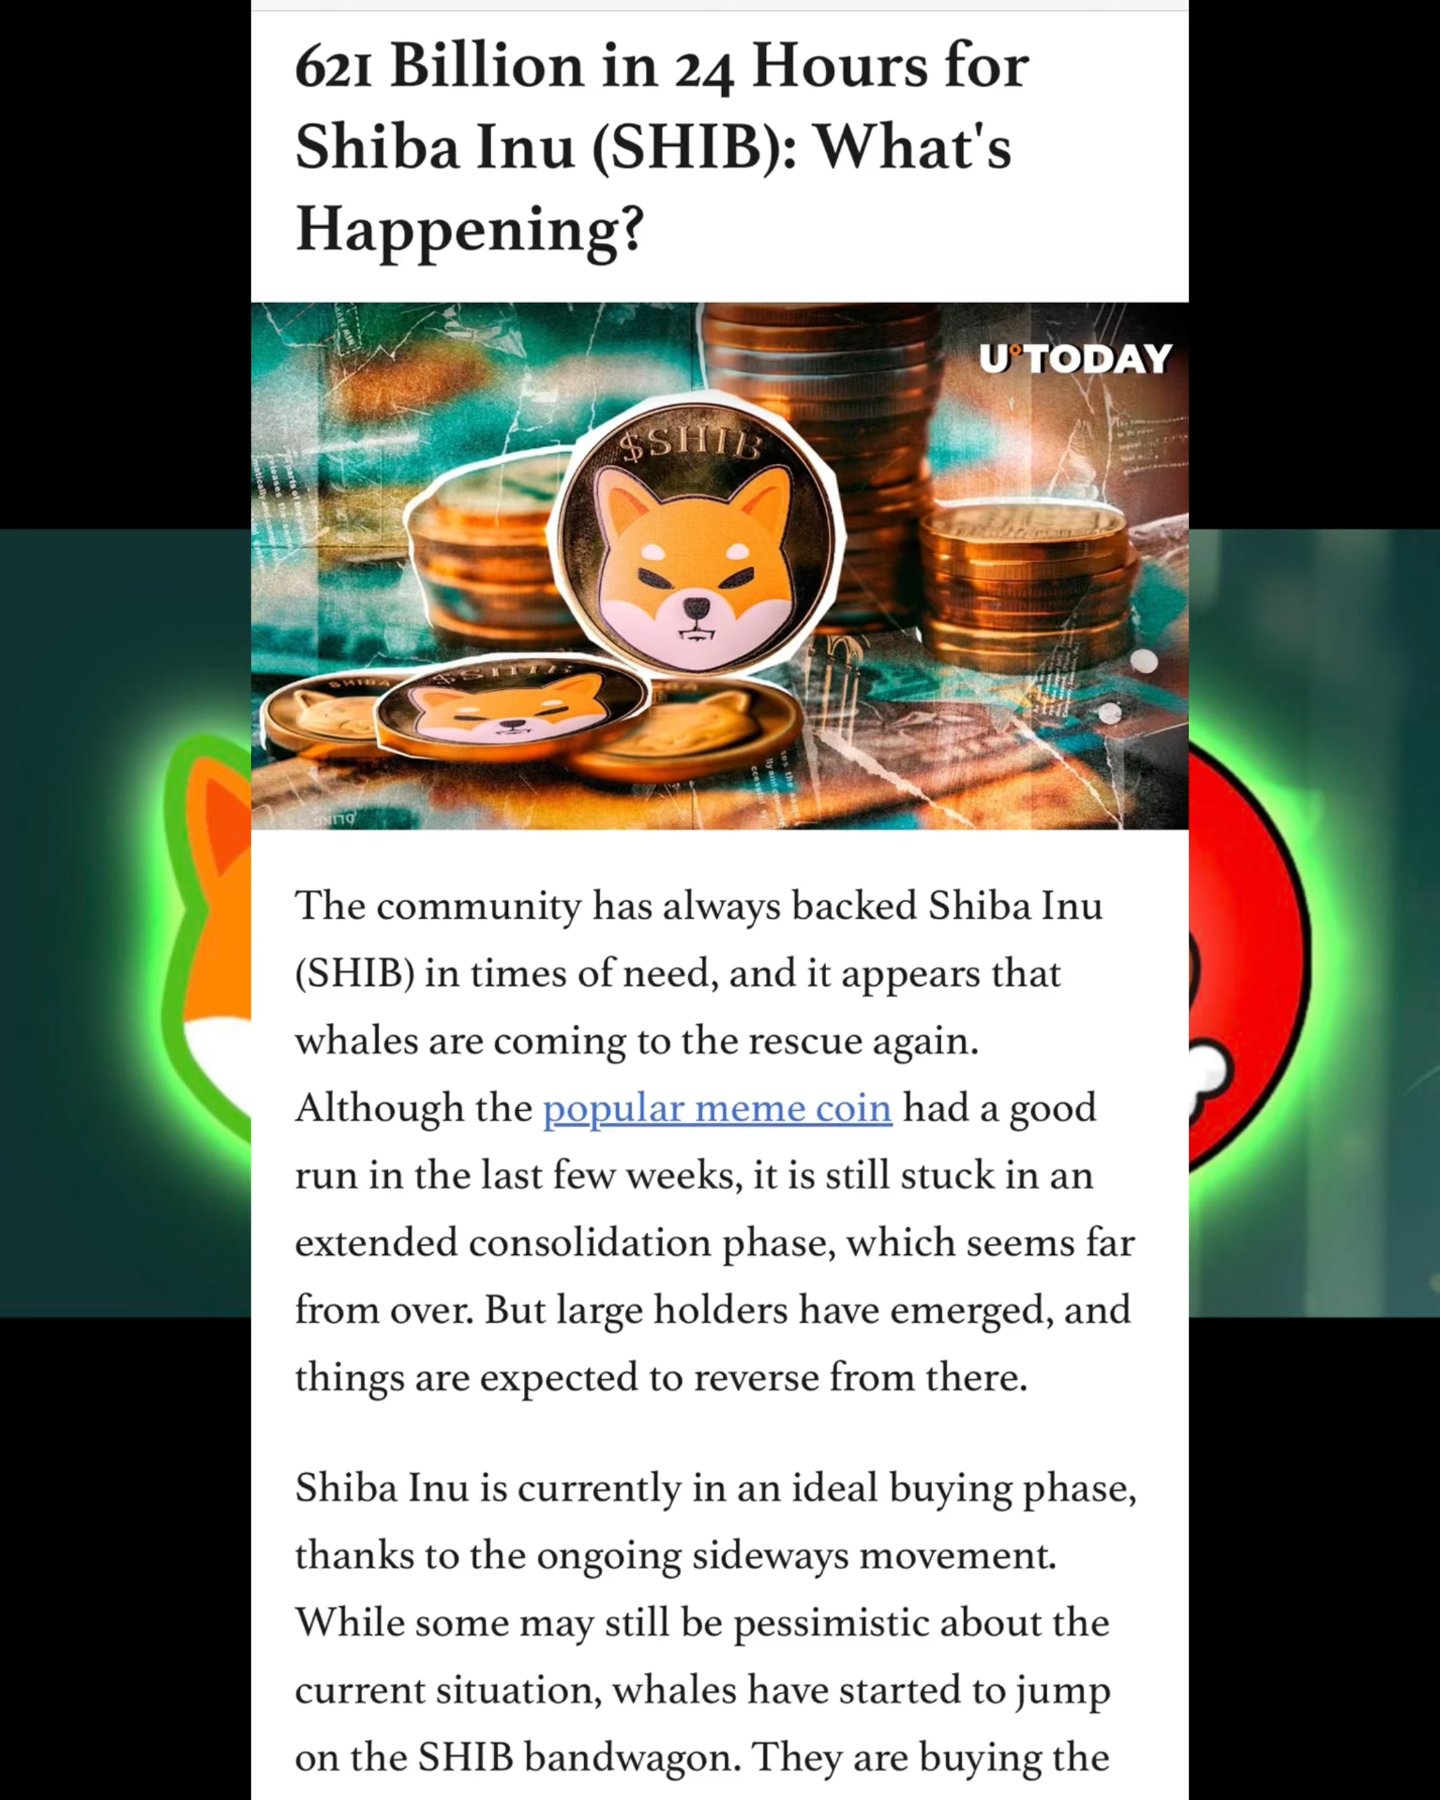 621 Billion in 24 Hours for
Shiba Inu (SHIB): What's
Happening?
U TODAY
$SHIB
The community has always backed Shiba Inu
(SHIB) in times of need, and it appears that
whales are coming to the rescue again.
Although the popular meme coin had a good
run in the last few weeks, it is still stuck in an
extended consolidation phase, which seems far
from over. But large holders have emerged, and
things are expected to reverse from there.
Shiba Inu is currently in an ideal buying phase,
thanks to the ongoing sideways movement.
While some may still be pessimistic about the
current situation, whales have started to jump
on the SHIB bandwagon. They are buying the